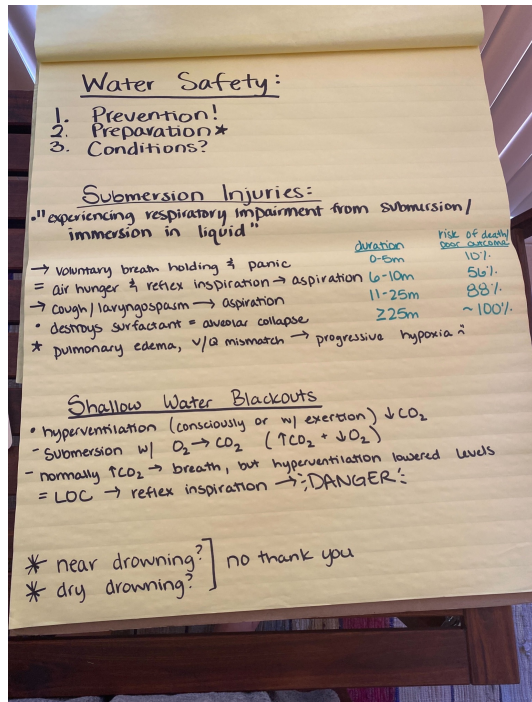 Water Safety:
1. Prevention!
2. Preparation*
3. Conditions?
Submersion Injuries:
•"experiencing respiratory impairment from submersion/
immersion in liquid"
→ voluntary breath holding & panic
= air hunger & reflex inspiration → aspiration
→ cough/laryngospasm → aspiration
• destroys surfactant = alveolar collapse
* pulmonary edema, V/Q mismatch → progressive hypoxia
duration risk of death/
poor outcome
0-5m 10%
6-10m 56%
11-25m 88%
≥25m ~100%
Shallow Water Blackouts
• hyperventilation (consciously or w/ exertion) ↓CO₂
- Submersion w/ O₂ → CO₂ (↑CO₂ + ↓O₂)
- normally ↑CO₂ → breath, but hyperventilation lowered levels
= LOC → reflex inspiration → DANGER
* near drowning? ] no thank you
* dry drowning?